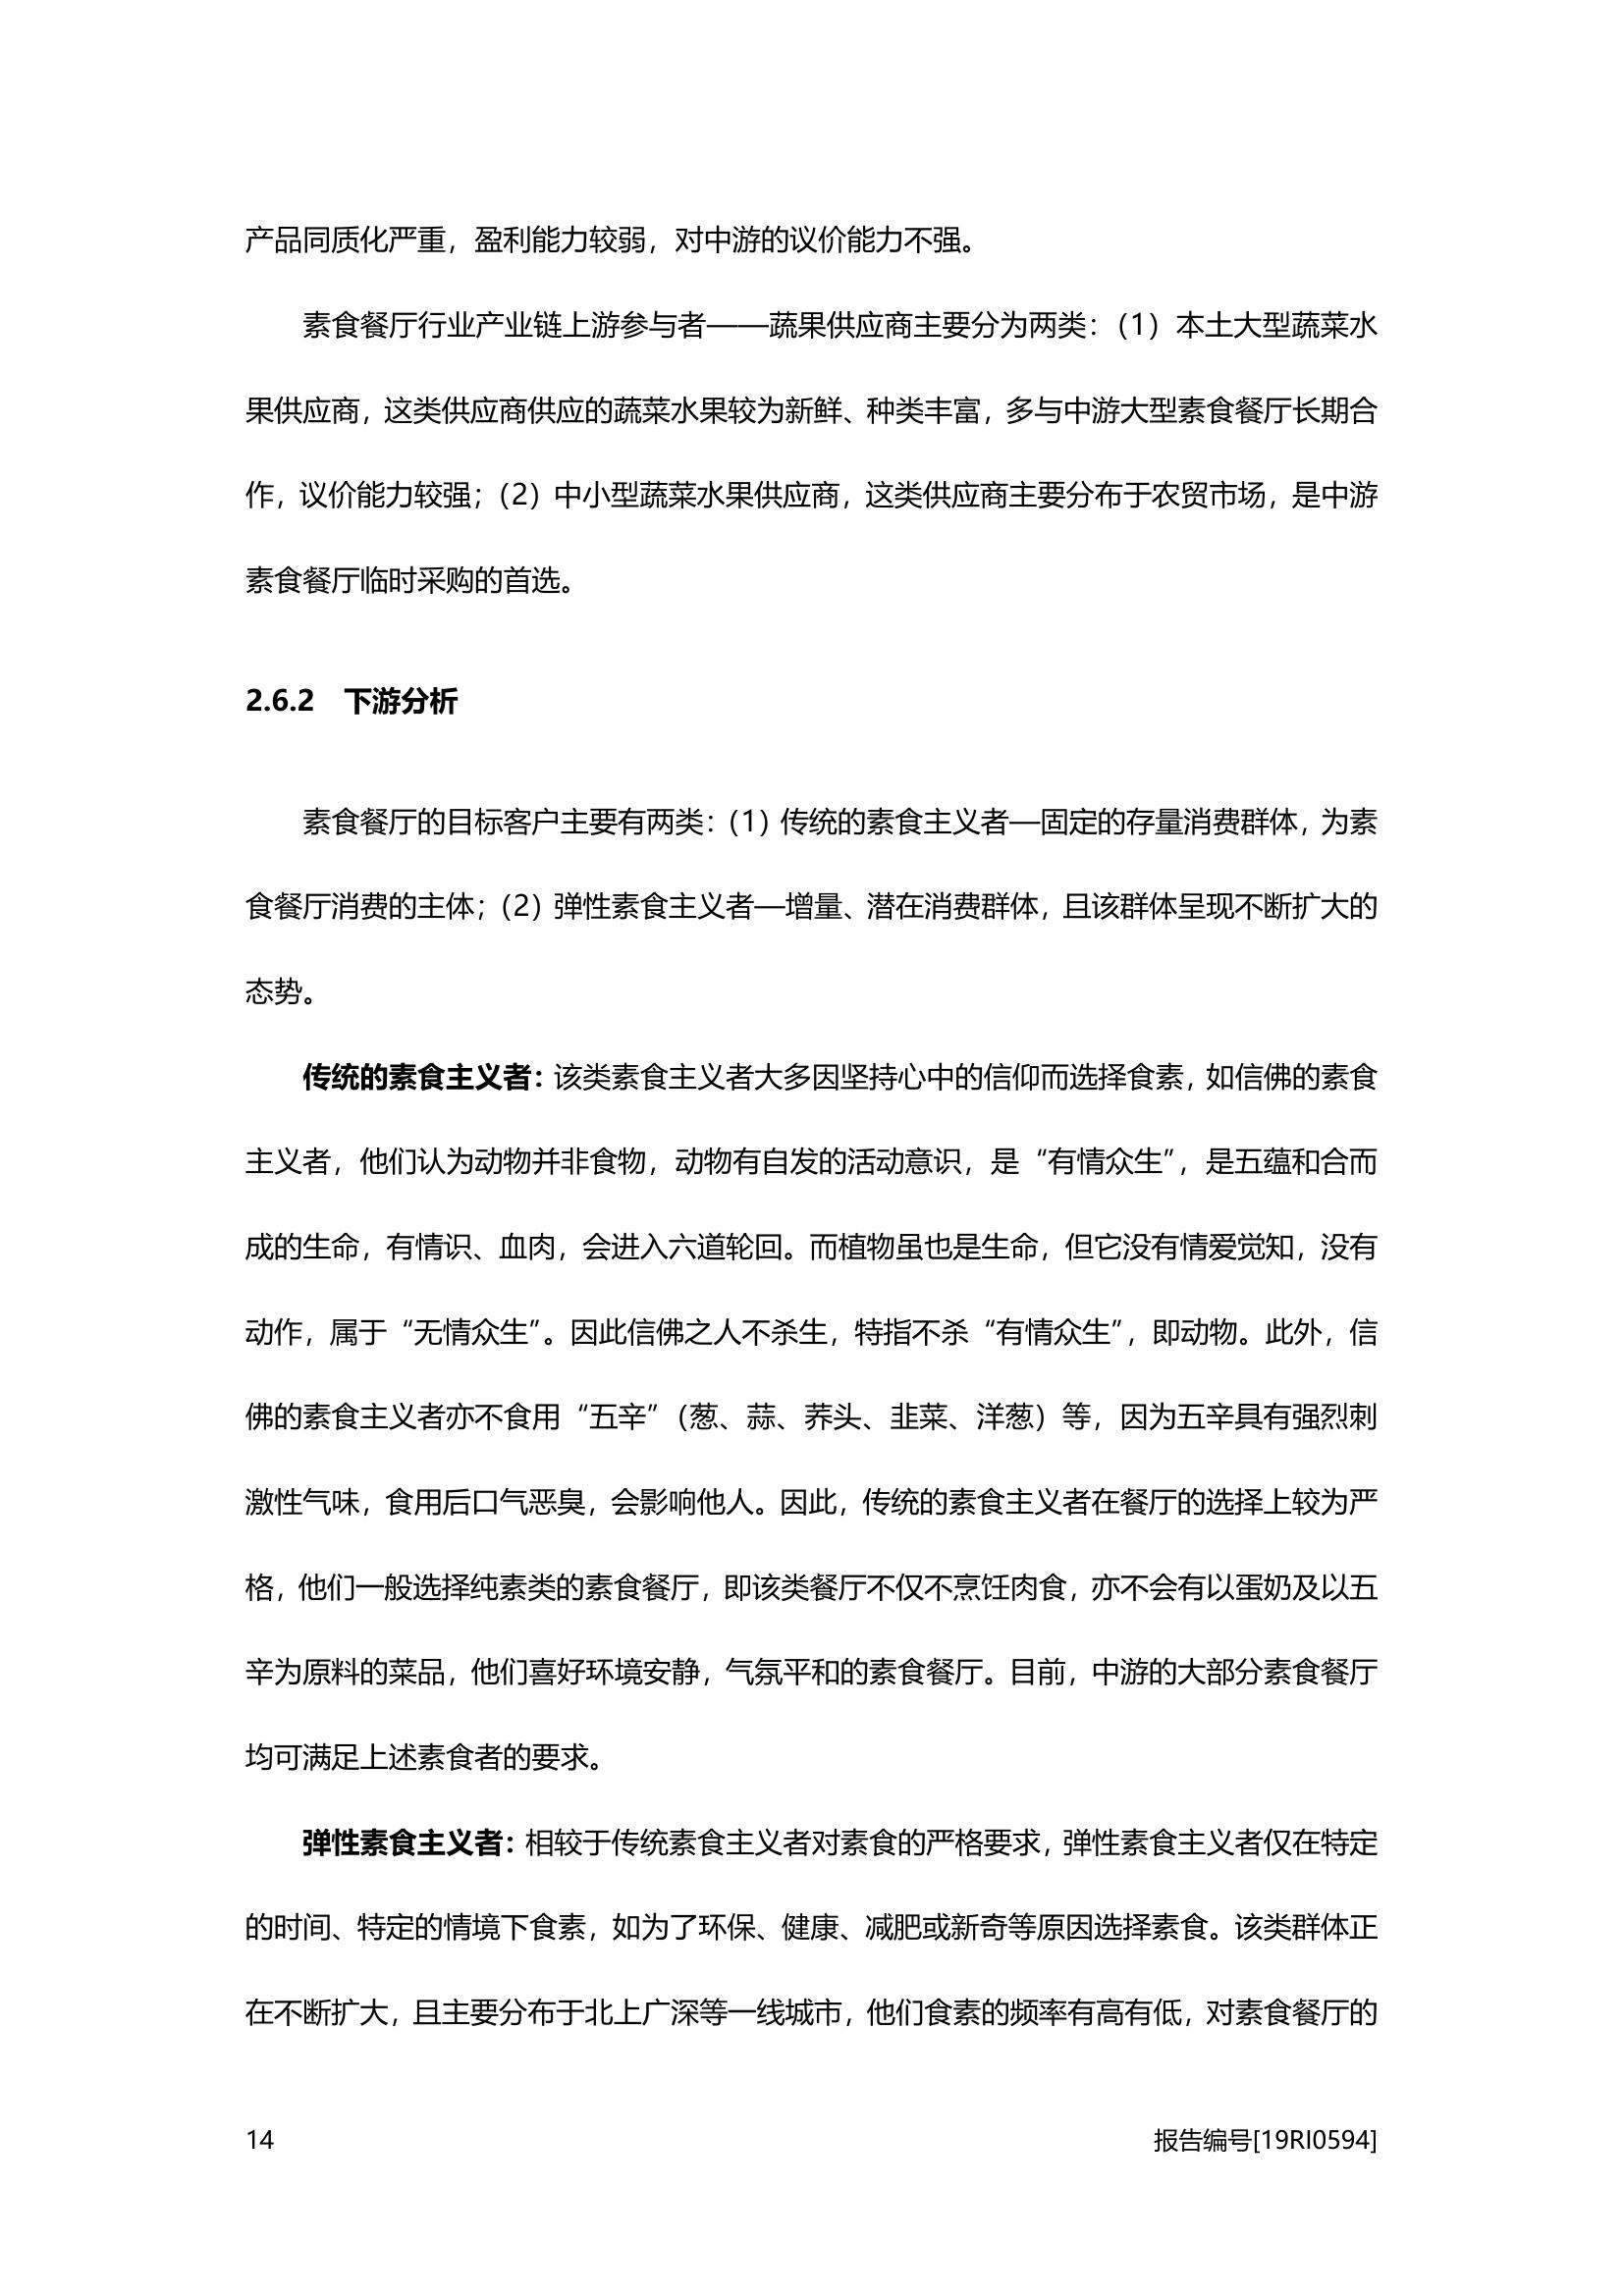 产品同质化严重，盈利能力较弱，对中游的议价能力不强。
素食餐厅行业产业链上游参与者——蔬果供应商主要分为两类：（1）本土大型蔬菜水
果供应商，这类供应商供应的蔬菜水果较为新鲜、种类丰富，多与中游大型素食餐厅长期合
作，议价能力较强；（2）中小型蔬菜水果供应商，这类供应商主要分布于农贸市场，是中游
素食餐厅临时采购的首选。
2.6.2 下游分析
素食餐厅的目标客户主要有两类：（1）传统的素食主义者—固定的存量消费群体，为素
食餐厅消费的主体；（2）弹性素食主义者—增量、潜在消费群体，且该群体呈现不断扩大的
态势。
传统的素食主义者：该类素食主义者大多因坚持心中的信仰而选择食素，如信佛的素食
主义者，他们认为动物并非食物，动物有自发的活动意识，是“有情众生”，是五蕴和合而
成的生命，有情识、血肉，会进入六道轮回。而植物虽也是生命，但它没有情爱觉知，没有
动作，属于“无情众生”。因此信佛之人不杀生，特指不杀“有情众生”，即动物。此外，信
佛的素食主义者亦不食用“五辛”（葱、蒜、荞头、韭菜、洋葱）等，因为五辛具有强烈刺
激性气味，食用后口气恶臭，会影响他人。因此，传统的素食主义者在餐厅的选择上较为严
格，他们一般选择纯素类的素食餐厅，即该类餐厅不仅不烹饪肉食，亦不会有以蛋奶及以五
辛为原料的菜品，他们喜好环境安静，气氛平和的素食餐厅。目前，中游的大部分素食餐厅
均可满足上述素食者的要求。
弹性素食主义者：相较于传统素食主义者对素食的严格要求，弹性素食主义者仅在特定
的时间、特定的情境下食素，如为了环保、健康、减肥或新奇等原因选择素食。该类群体正
在不断扩大，且主要分布于北上广深等一线城市，他们食素的频率有高有低，对素食餐厅的
14 报告编号[19RI0594]